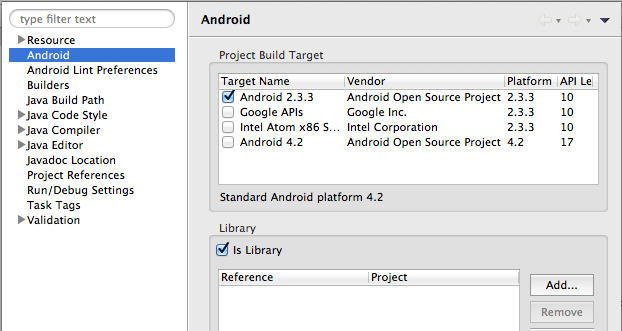 type filter text
Resource
Android
Android Lint Preferences
Builders
Java Build Path
Java Code Style
Java Compiler
Java Editor
Javadoc Location
Project References
Run/Debug Settings
Task Tags
Validation
Android
Project Build Target
Target Name Vendor Platform API Le
Android 2.3.3 Android Open Source Project 2.3.3 10
Google APIs Google Inc. 2.3.3 10
Intel Atom x86 S... Intel Corporation 2.3.3 10
Android 4.2 Android Open Source Project 4.2 17
Standard Android platform 4.2
Library
Is Library
Reference Project
Add...
Remove